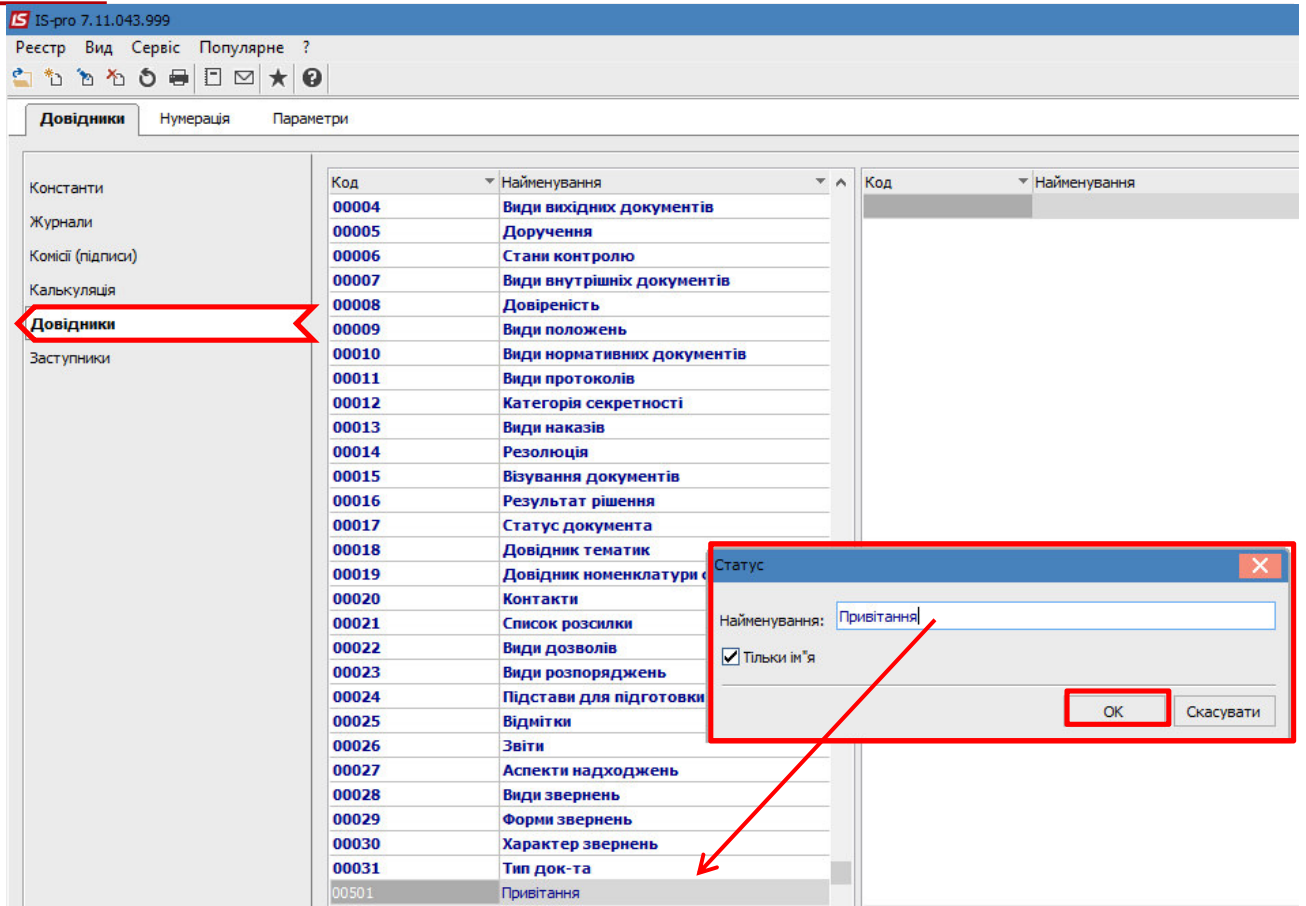 IS-pro 7.11.043.999
Реєстр Вид Сервіс Популярне ?
Довідники Нумерація Параметри
Константи
Журнали
Комісії (підписи)
Калькуляція
Довідники
Заступники
Код Найменування
00004 Види вихідних документів
00005 Доручення
00006 Стани контролю
00007 Види внутрішніх документів
00008 Довіреність
00009 Види положень
00010 Види нормативних документів
00011 Види протоколів
00012 Категорія секретності
00013 Види наказів
00014 Резолюція
00015 Візування документів
00016 Результат рішення
00017 Статус документа
00018 Довідник тематик
00019 Довідник номенклатури
00020 Контакти
00021 Список розсилки
00022 Види дозволів
00023 Види розпоряджень
00024 Підстави для підготовки
00025 Відмітки
00026 Звіти
00027 Аспекти надходжень
00028 Види звернень
00029 Форми звернень
00030 Характер звернень
00031 Тип док-та
00501 Привітання
Код Найменування
Статус
Найменування: Привітання
Тільки ім"я
OK Скасувати